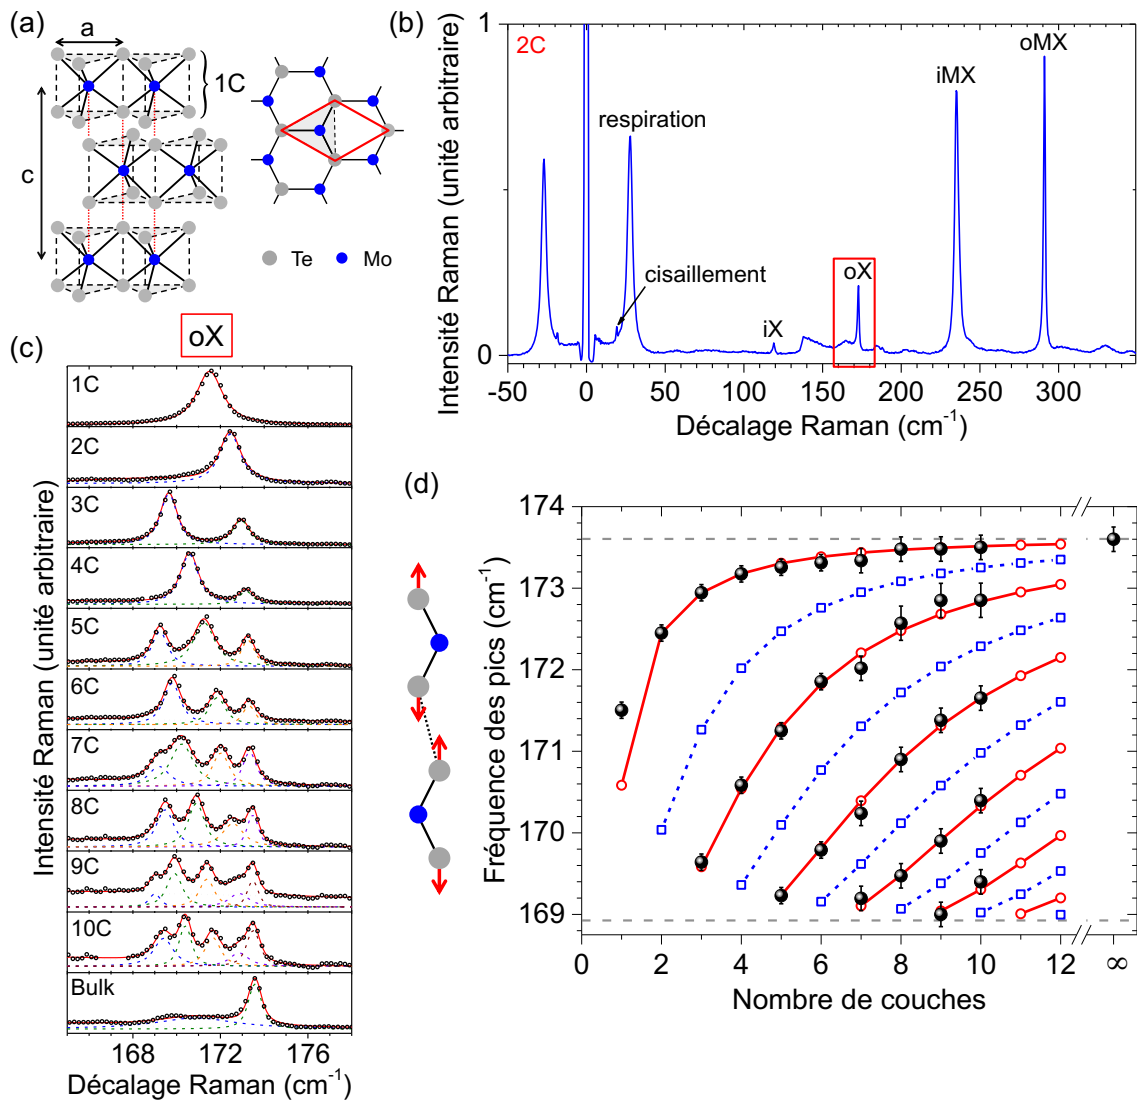 (a)
a
1C
c
Te
Mo
(b)
Intensité Raman (unité arbitraire)
1
0
2C
respiration
cisaillement
iX
oX
iMX
oMX
-50 0 50 100 150 200 250 300
Décalage Raman (cm-1)
(c)
oX
Intensité Raman (unité arbitraire)
1C
2C
3C
4C
5C
6C
7C
8C
9C
10C
Bulk
168 172 176
Décalage Raman (cm-1)
(d)
Fréquence des pics (cm-1)
174
173
172
171
170
169
0 2 4 6 8 10 12 ∞
Nombre de couches